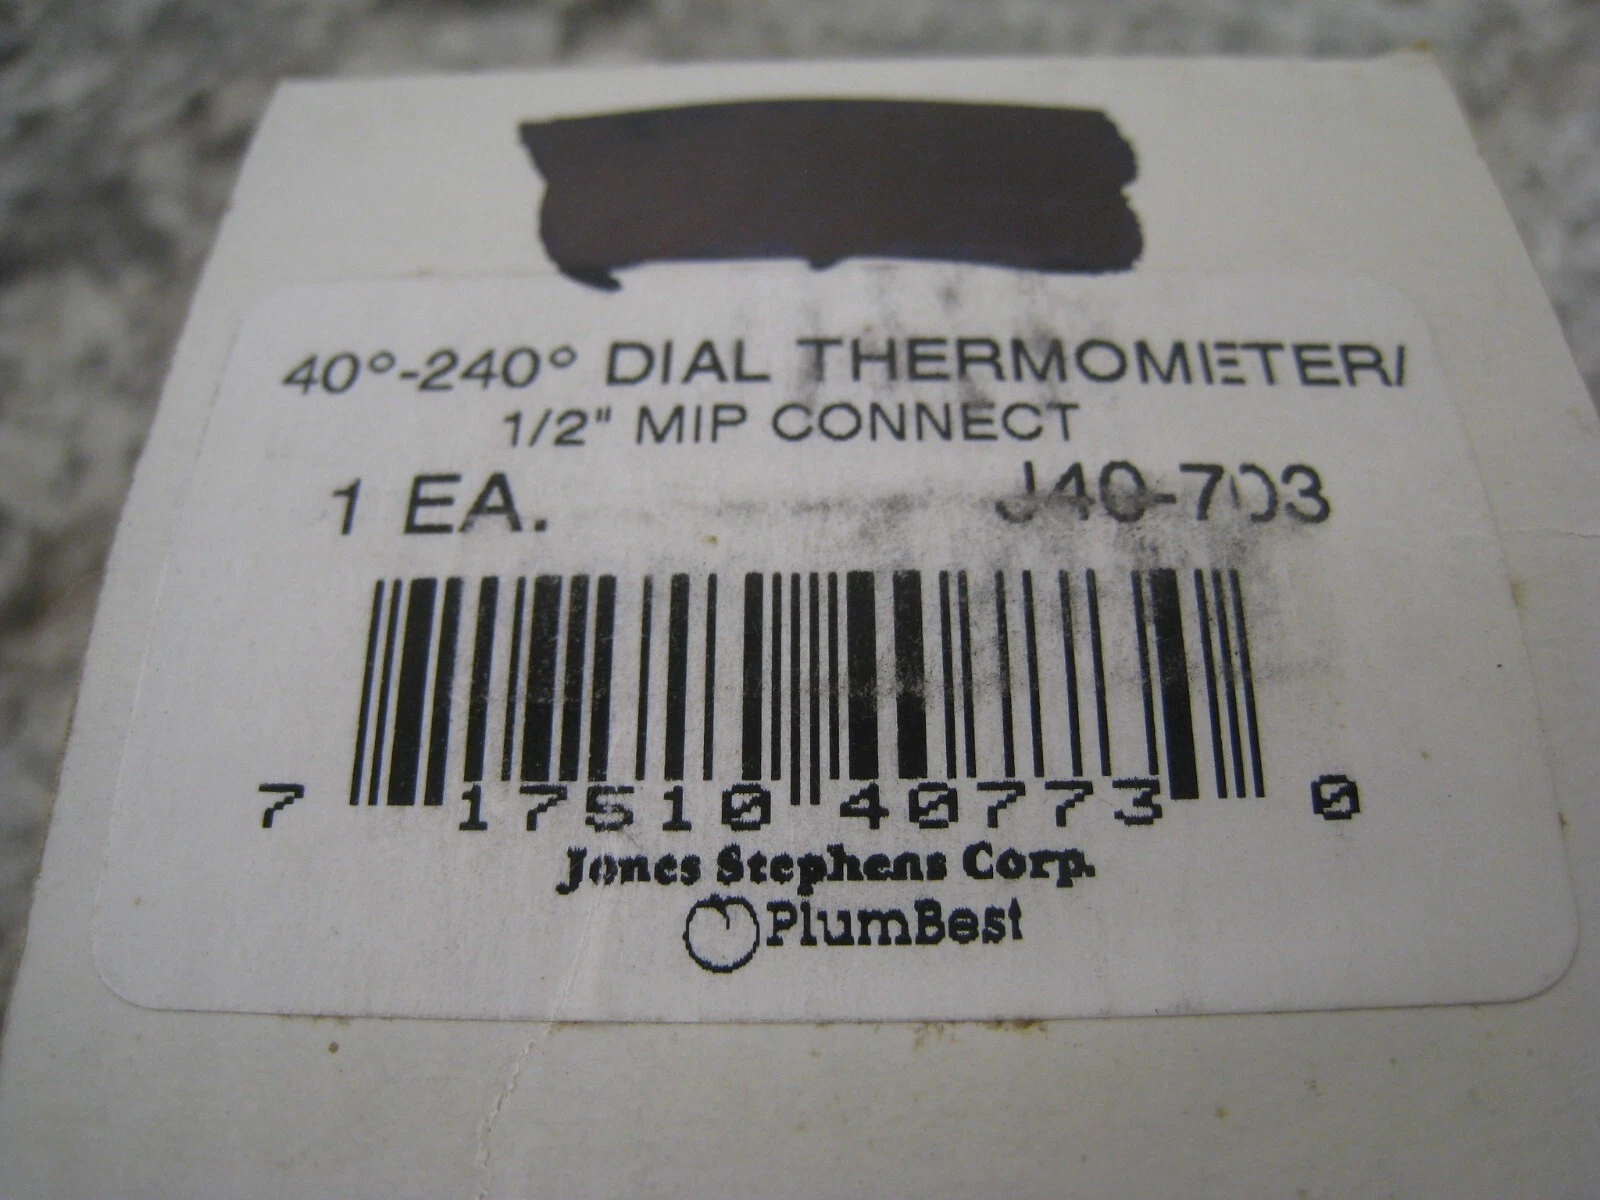 40°-240° DIAL THERMOMETER/
1/2" MIP CONNECT
1 EA. J40-703
7 17510 40773 0
Jones Stephens Corp.
PlumBest